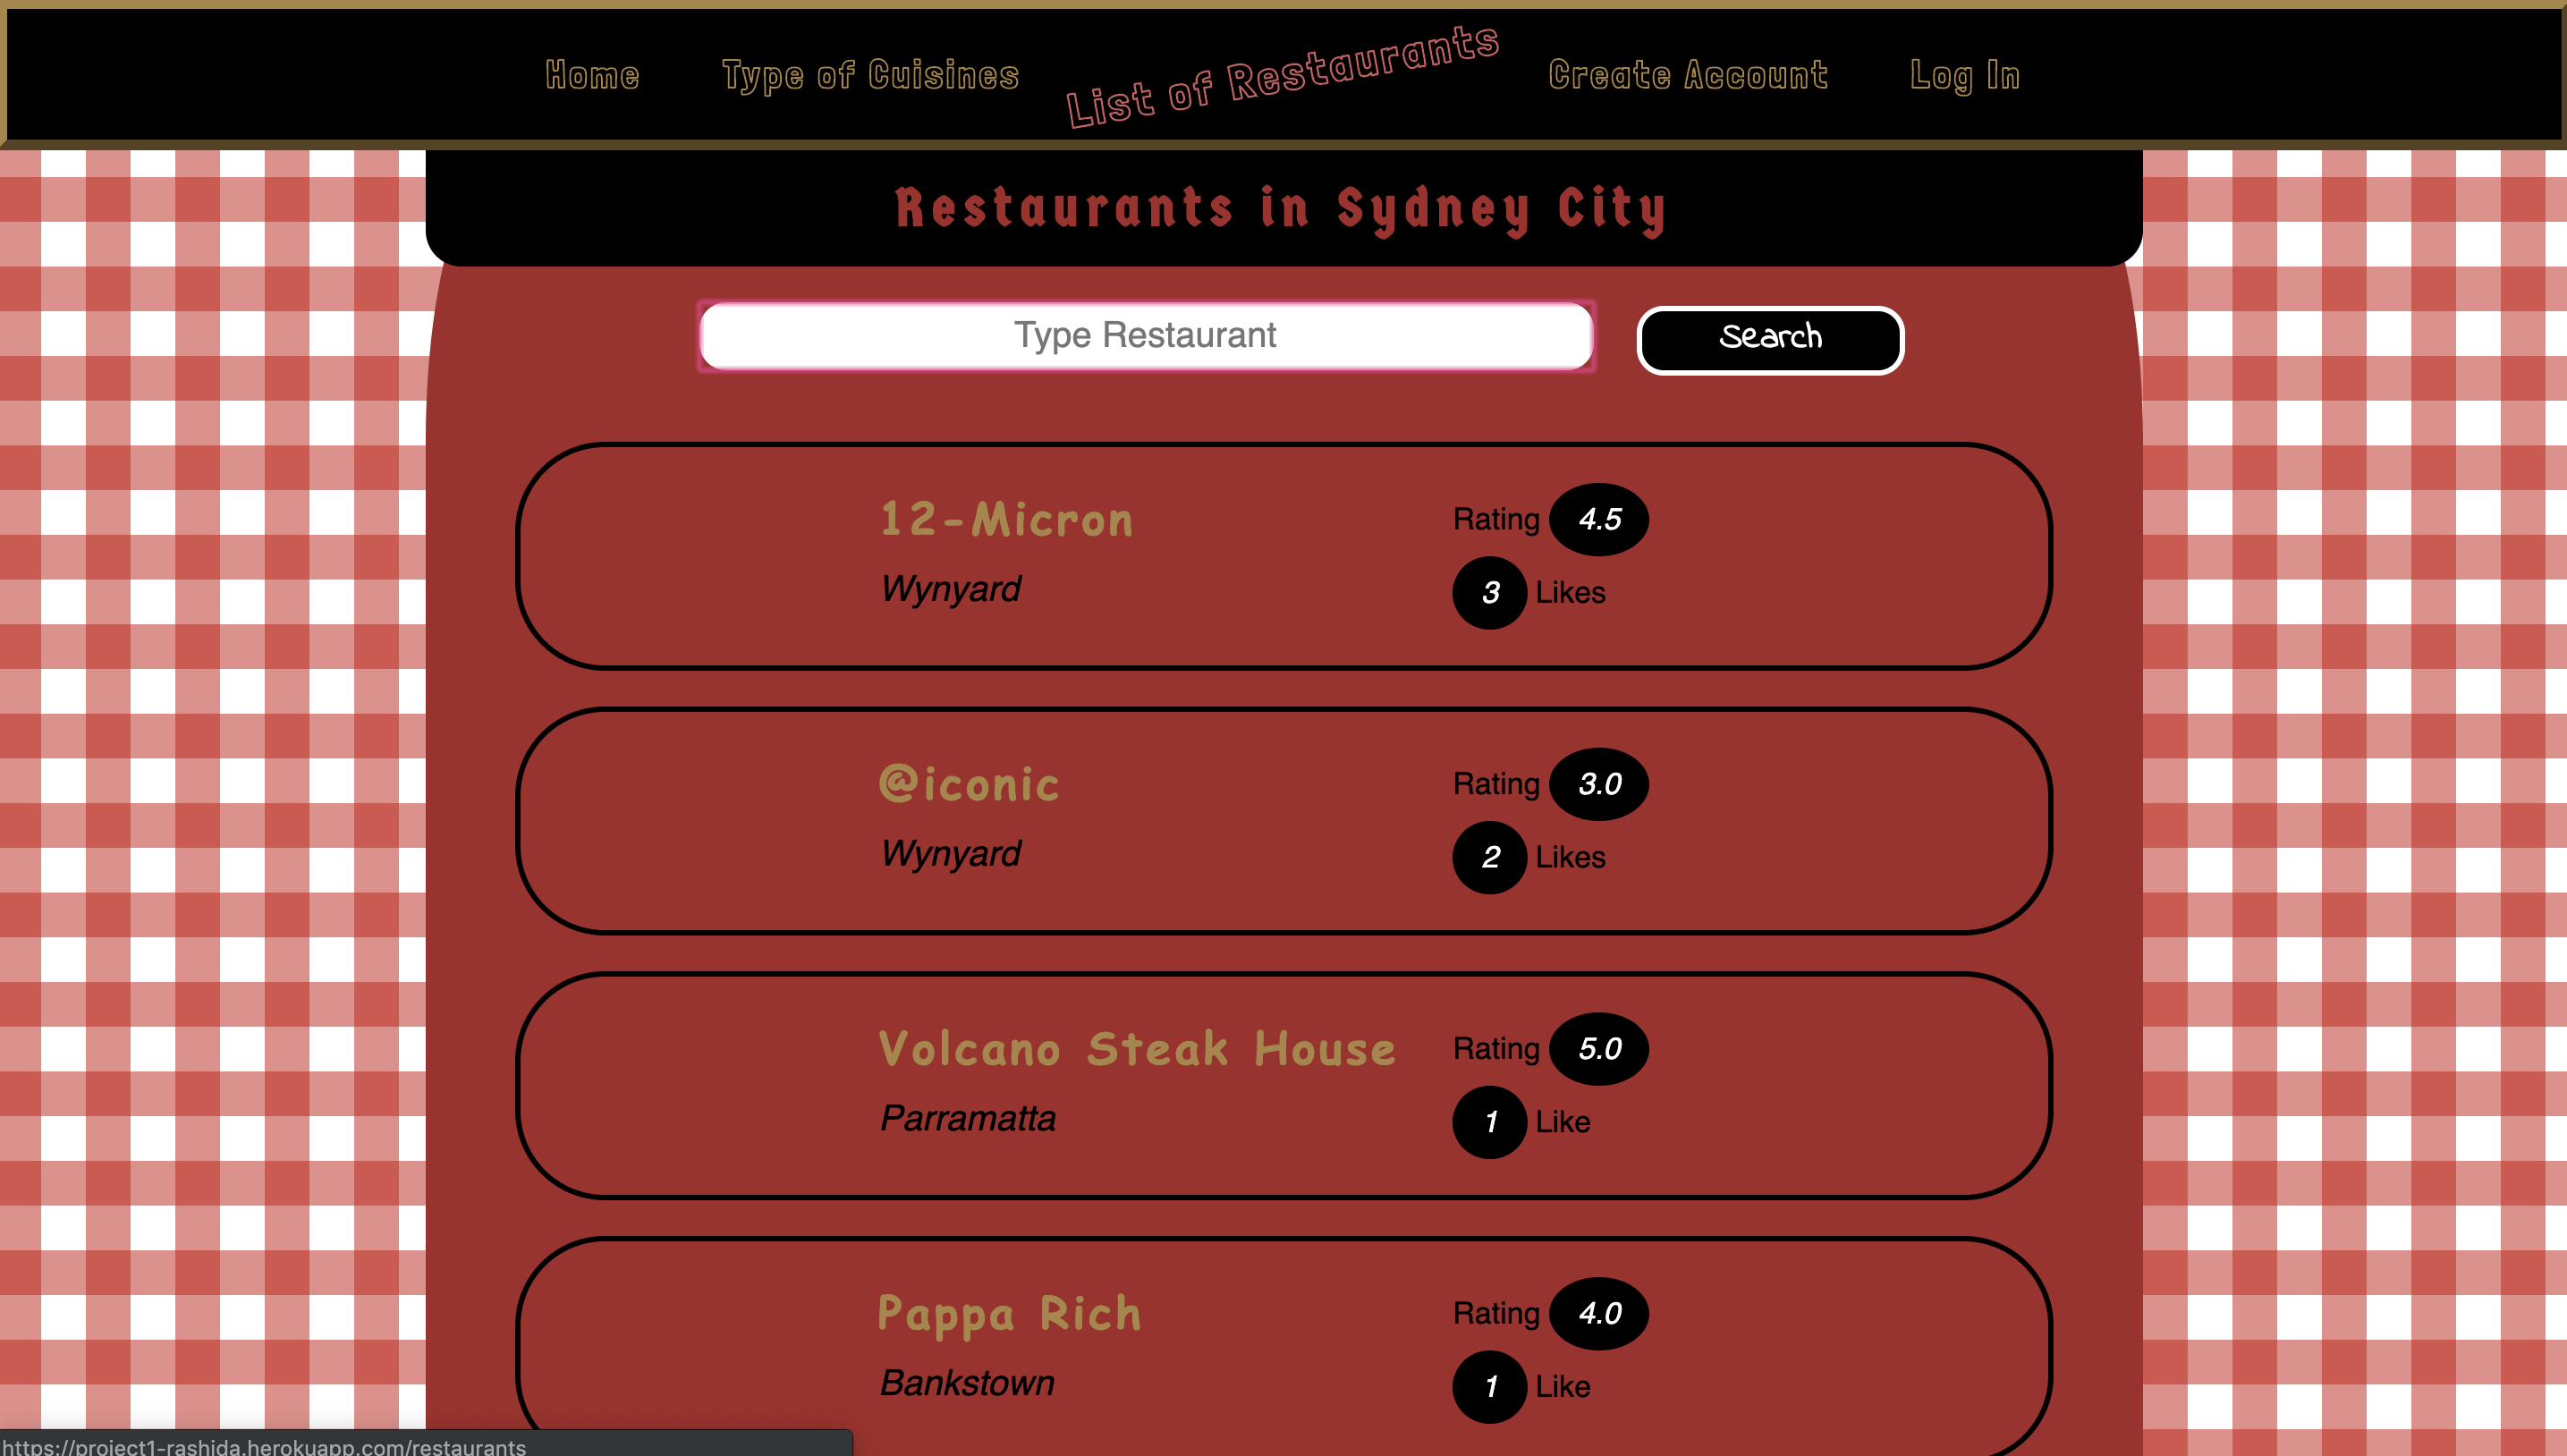 Home Type of Cuisines List of Restaurants Create Account Log In
Restaurants in Sydney City
Type Restaurant Search
12-Micron Rating 4.5
Wynyard 3 Likes
@iconic Rating 3.0
Wynyard 2 Likes
Volcano Steak House Rating 5.0
Parramatta 1 Like
Pappa Rich Rating 4.0
Bankstown 1 Like
https://project1-rashida.herokuapp.com/restaurants